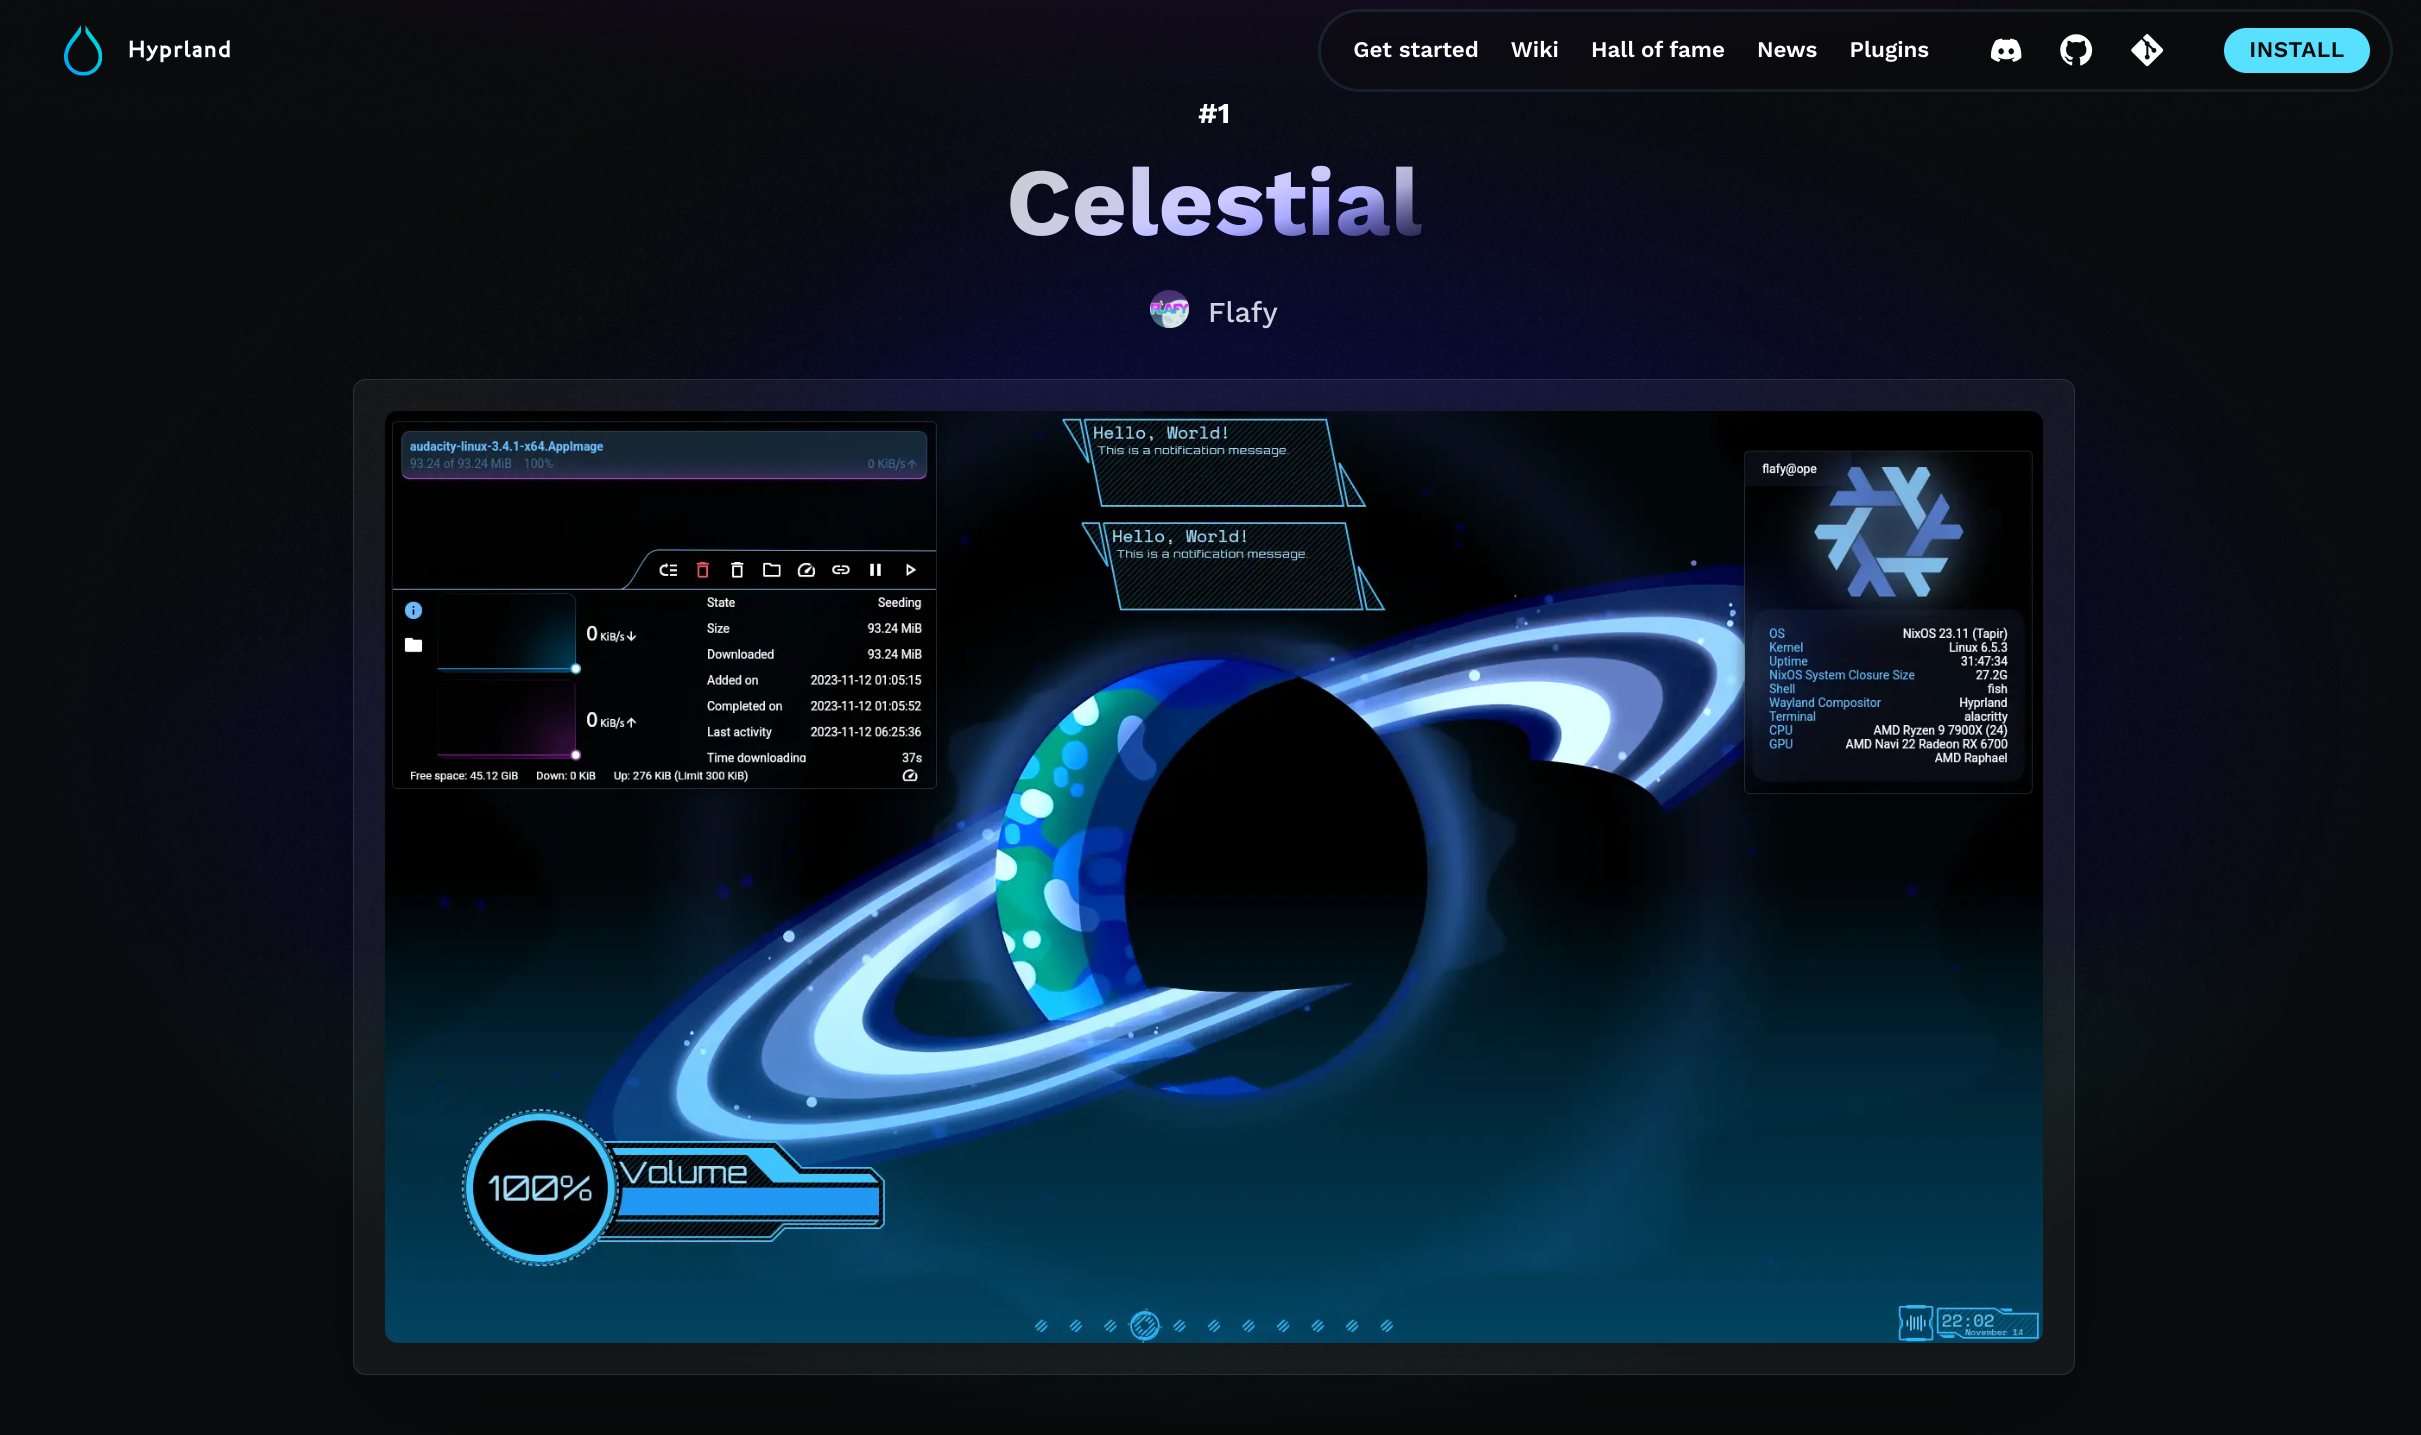 Hyprland
Get started Wiki Hall of fame News Plugins INSTALL
#1
Celestial
FLAFY Flafy
audacity-linux-3.4.1-x64.AppImage
93.24 of 93.24 MiB 100% 0 KiB/s↑
0 KiB/s↓
0 KiB/s↑
State Seeding
Size 93.24 MiB
Downloaded 93.24 MiB
Added on 2023-11-12 01:05:15
Completed on 2023-11-12 01:05:52
Last activity 2023-11-12 06:25:36
Time downloading 37s
Free space: 45.12 GiB Down: 0 KiB Up: 276 KiB (Limit 300 KiB)
Hello, World!
This is a notification message.
Hello, World!
This is a notification message.
flafy@ope
OS NixOS 23.11 (Tapir)
Kernel Linux 6.5.3
Uptime 31:47:34
NixOS System Closure Size 27.2G
Shell fish
Wayland Compositor Hyprland
Terminal alacritty
CPU AMD Ryzen 9 7900X (24)
GPU AMD Navi 22 Radeon RX 6700
AMD Raphael
100% Volume
22:02
November 14